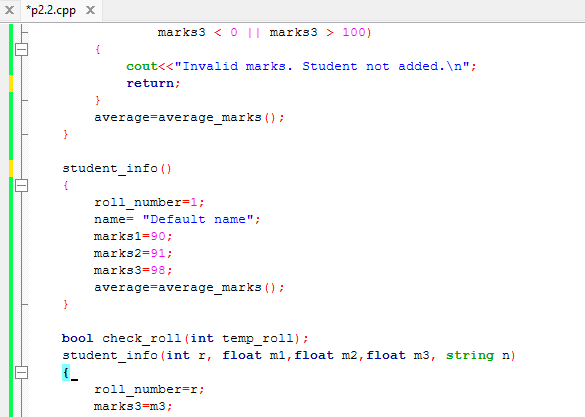 *p2.2.cpp
marks3 < 0 || marks3 > 100)
{
cout<<"Invalid marks. Student not added.\n";
return;
}
average=average_marks();
}
student_info()
{
roll_number=1;
name= "Default name";
marks1=90;
marks2=91;
marks3=98;
average=average_marks();
}
bool check_roll(int temp_roll);
student_info(int r, float m1,float m2,float m3, string n)
{
roll_number=r;
marks3=m3;